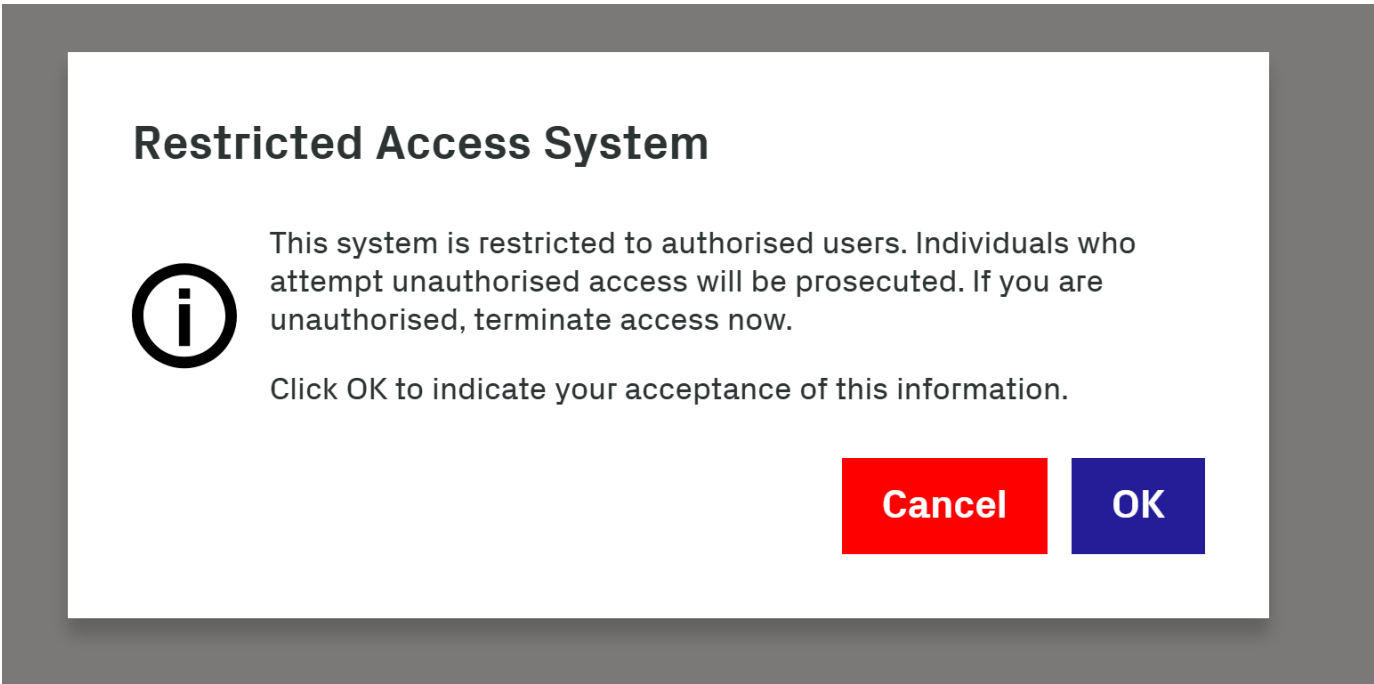 Restricted Access System
This system is restricted to authorised users. Individuals who
attempt unauthorised access will be prosecuted. If you are
unauthorised, terminate access now.
Click OK to indicate your acceptance of this information.
Cancel OK